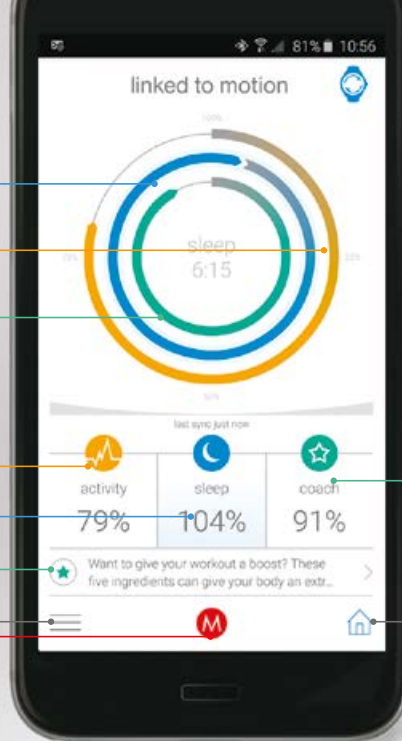 81% 10:56
linked to motion
100%
sleep
6:15
last sync just now
activity
sleep
coach
79%
104%
91%
Want to give your workout a boost? These
five ingredients can give your body an extr...
M